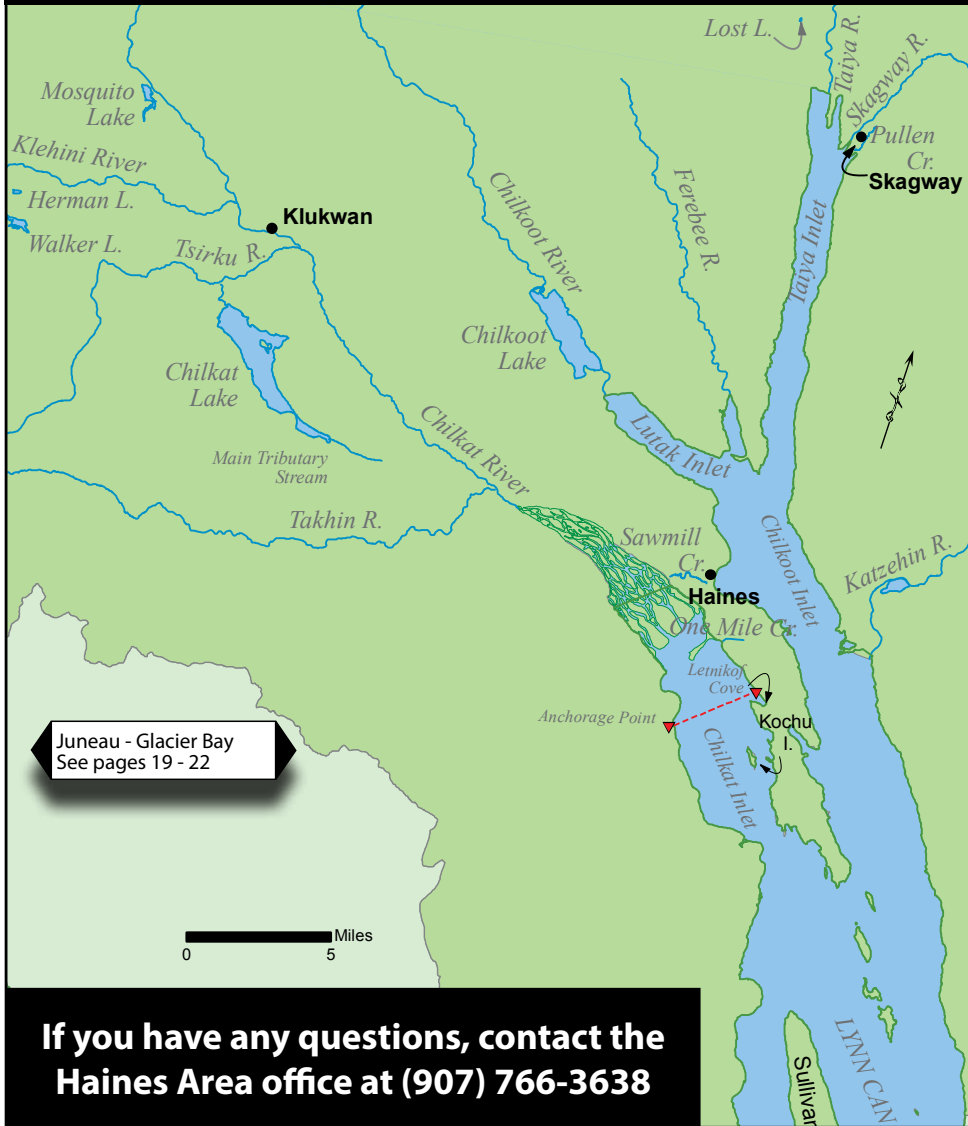 Lost L.
Taiya R.
Skagway R.
Mosquito
Lake
Pullen
Cr.
Skagway
Klehini River
Herman L.
Klukwan
Walker L.
Tsirku R.
Chilkoot River
Ferebee R.
Taiya Inlet
Chilkoot
Lake
Chilkat
Lake
Chilkat River
Lutak Inlet
Main Tributary
Stream
Takhin R.
Sawmill
Cr.
Chilkoot Inlet
Katzehin R.
Haines
One Mile Cr.
Letnikof
Cove
Anchorage Point
Kochu
I.
Chilkat Inlet
Juneau - Glacier Bay
See pages 19 - 22
Miles
0 5
LYNN CAN
Sullivan
If you have any questions, contact the
Haines Area office at (907) 766-3638